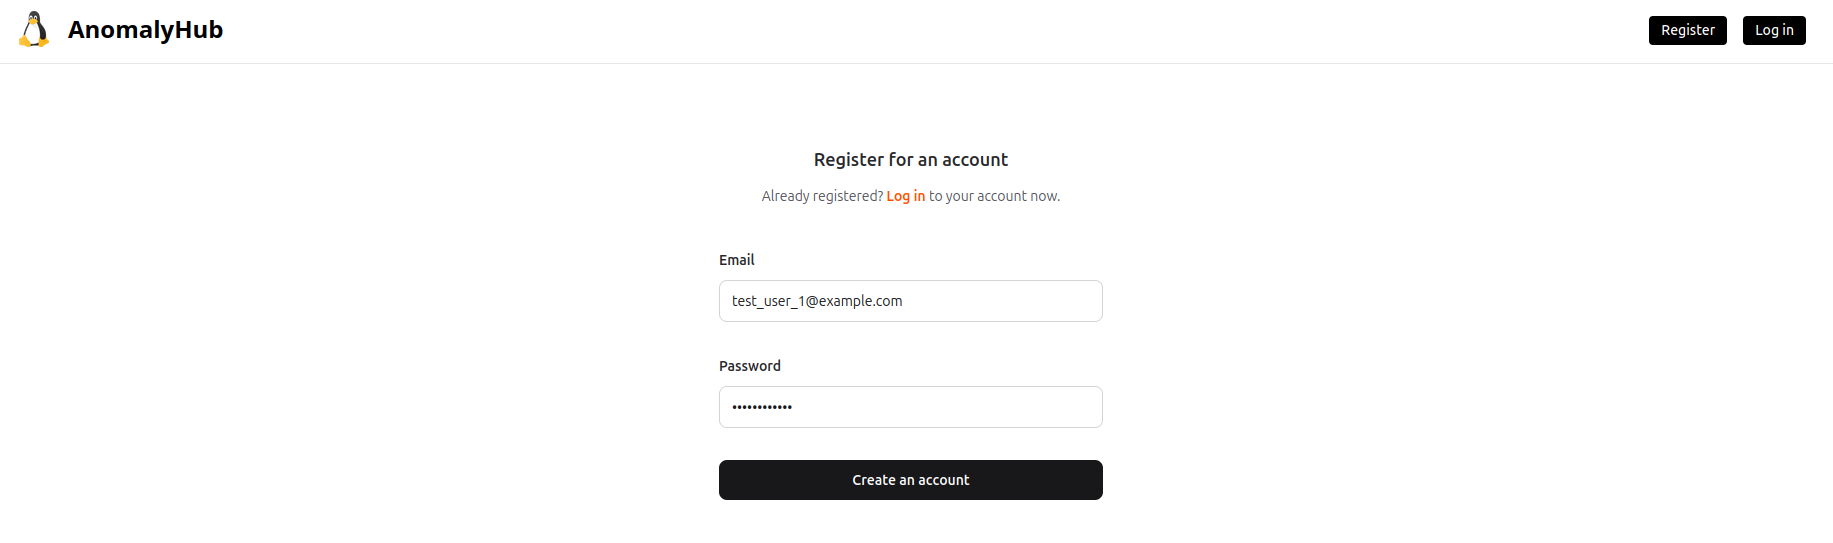 AnomalyHub
Register
Log in
Register for an account
Already registered? Log in to your account now.
Email
test_user_1@example.com
Password
••••••••••••
Create an account